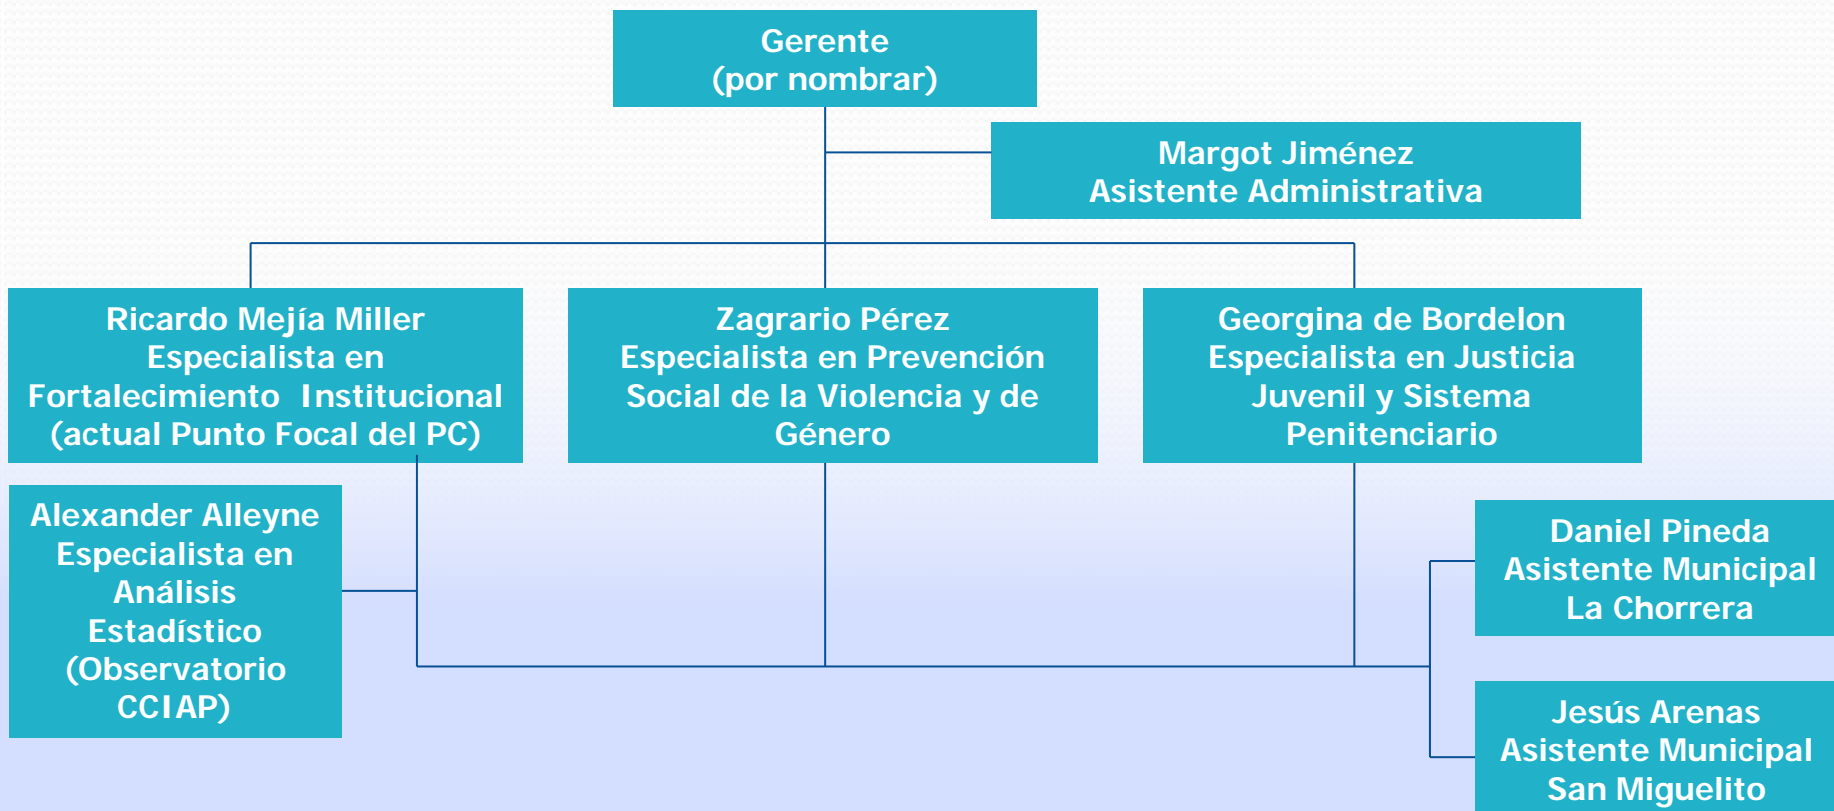 Gerente
(por nombrar)
Margot Jiménez
Asistente Administrativa
Ricardo Mejía Miller
Especialista en
Fortalecimiento Institucional
(actual Punto Focal del PC)
Zagrario Pérez
Especialista en Prevención
Social de la Violencia y de
Género
Georgina de Bordelon
Especialista en Justicia
Juvenil y Sistema
Penitenciario
Alexander Alleyne
Especialista en
Análisis
Estadístico
(Observatorio
CCIAP)
Daniel Pineda
Asistente Municipal
La Chorrera
Jesús Arenas
Asistente Municipal
San Miguelito